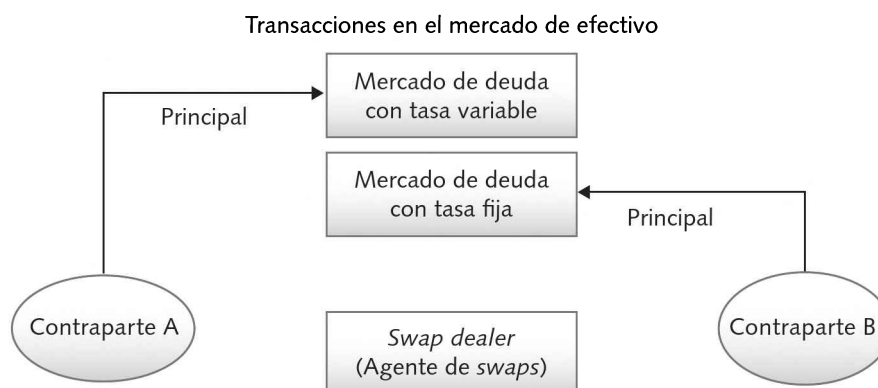 Transacciones en el mercado de efectivo
Mercado de deuda
con tasa variable
Principal
Mercado de deuda
con tasa fija
Principal
Contraparte A
Swap dealer
(Agente de swaps)
Contraparte B